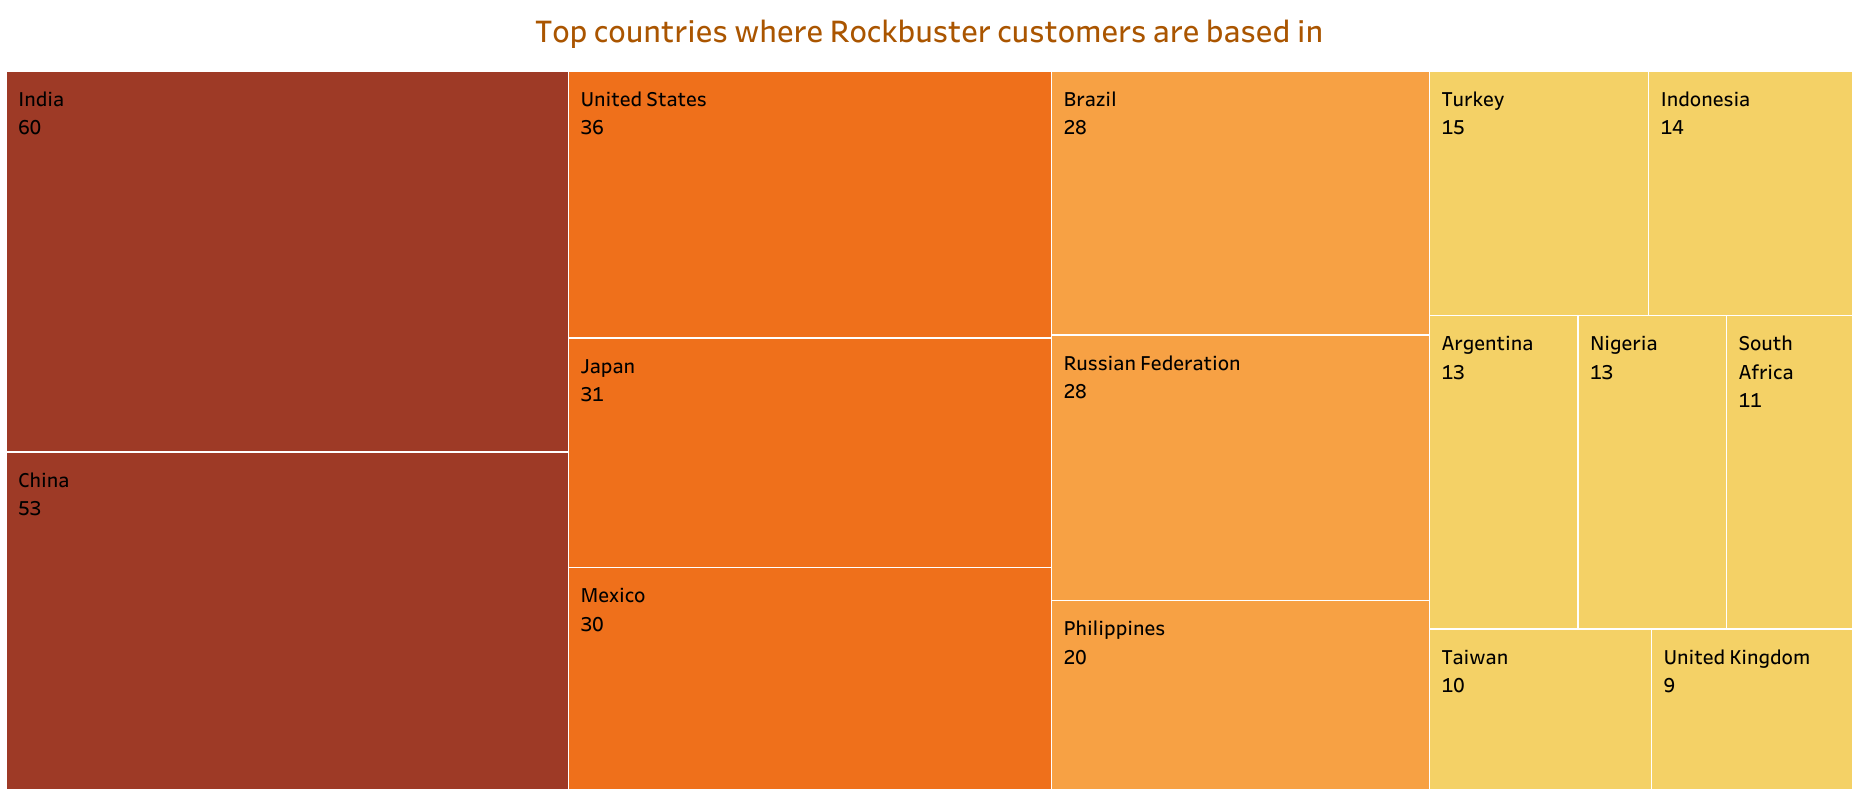 Top countries where Rockbuster customers are based in
India
60
China
53
United States
36
Japan
31
Mexico
30
Brazil
28
Russian Federation
28
Philippines
20
Turkey
15
Indonesia
14
Argentina
13
Nigeria
13
South
Africa
11
Taiwan
10
United Kingdom
9